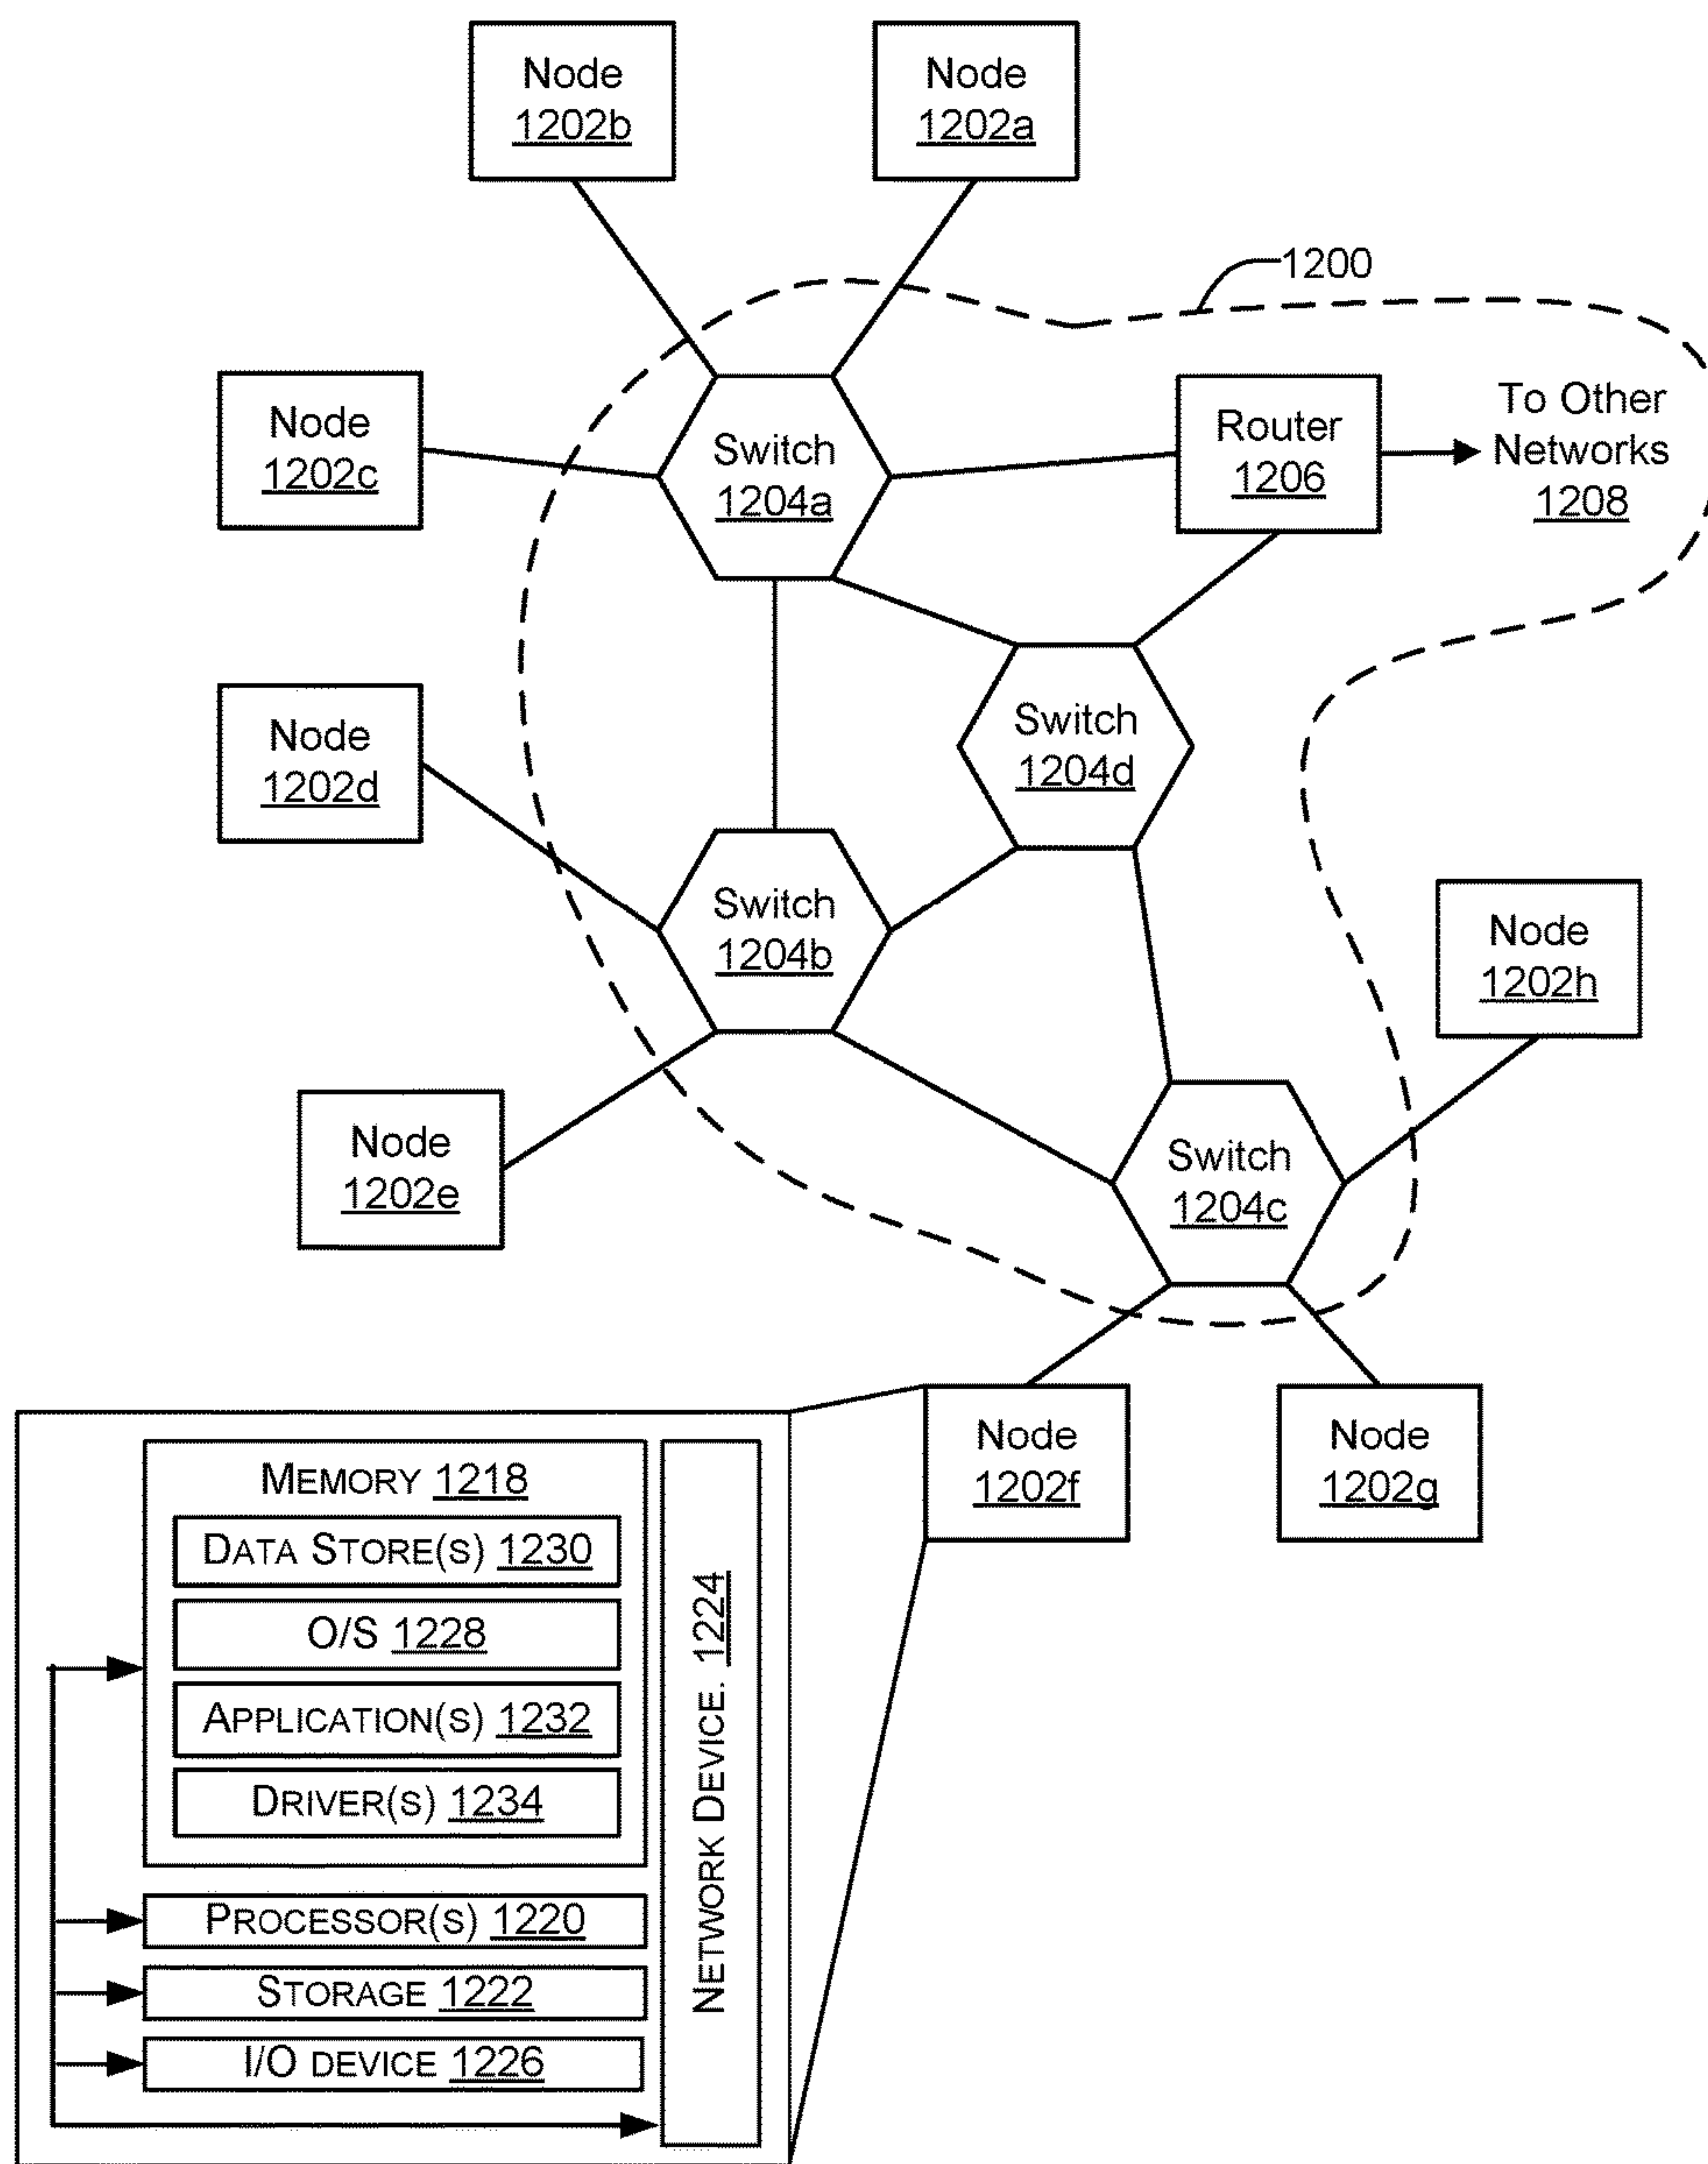 Node
1202b
Node
1202a
1200
Node
1202c
Switch
1204a
Router
1206
To Other
Networks
1208
Node
1202d
Switch
1204d
Switch
1204b
Node
1202h
Node
1202e
Switch
1204c
Node
1202f
Node
1202g
MEMORY 1218
DATA STORE(S) 1230
O/S 1228
APPLICATION(S) 1232
DRIVER(S) 1234
PROCESSOR(S) 1220
STORAGE 1222
I/O DEVICE 1226
NETWORK DEVICE. 1224